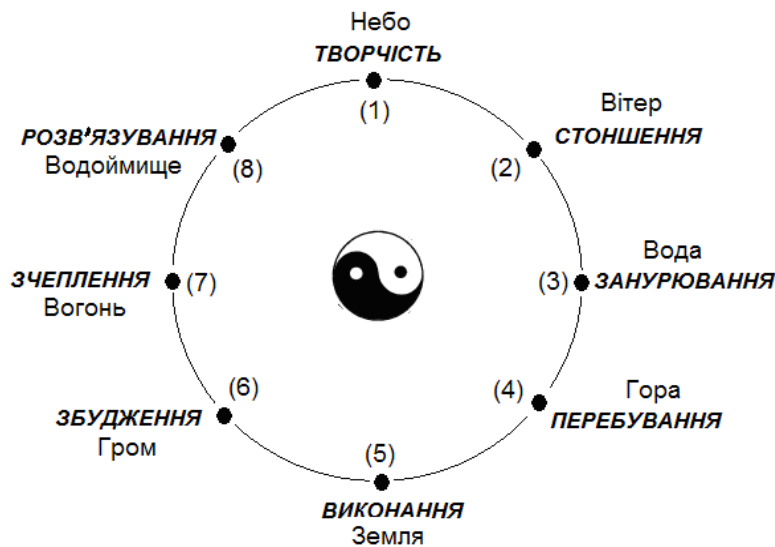 Небо
ТВОРЧІСТЬ
(1)
Вітер
СТОНШЕННЯ
(2)
Вода
ЗАНУРЮВАННЯ
(3)
Гора
ПЕРЕБУВАННЯ
(4)
(5)
ВИКОНАННЯ
Земля
(6)
ЗБУДЖЕННЯ
Гром
ЗЧЕПЛЕННЯ
(7)
Вогонь
РОЗВ'ЯЗУВАННЯ
Водоймище
(8)